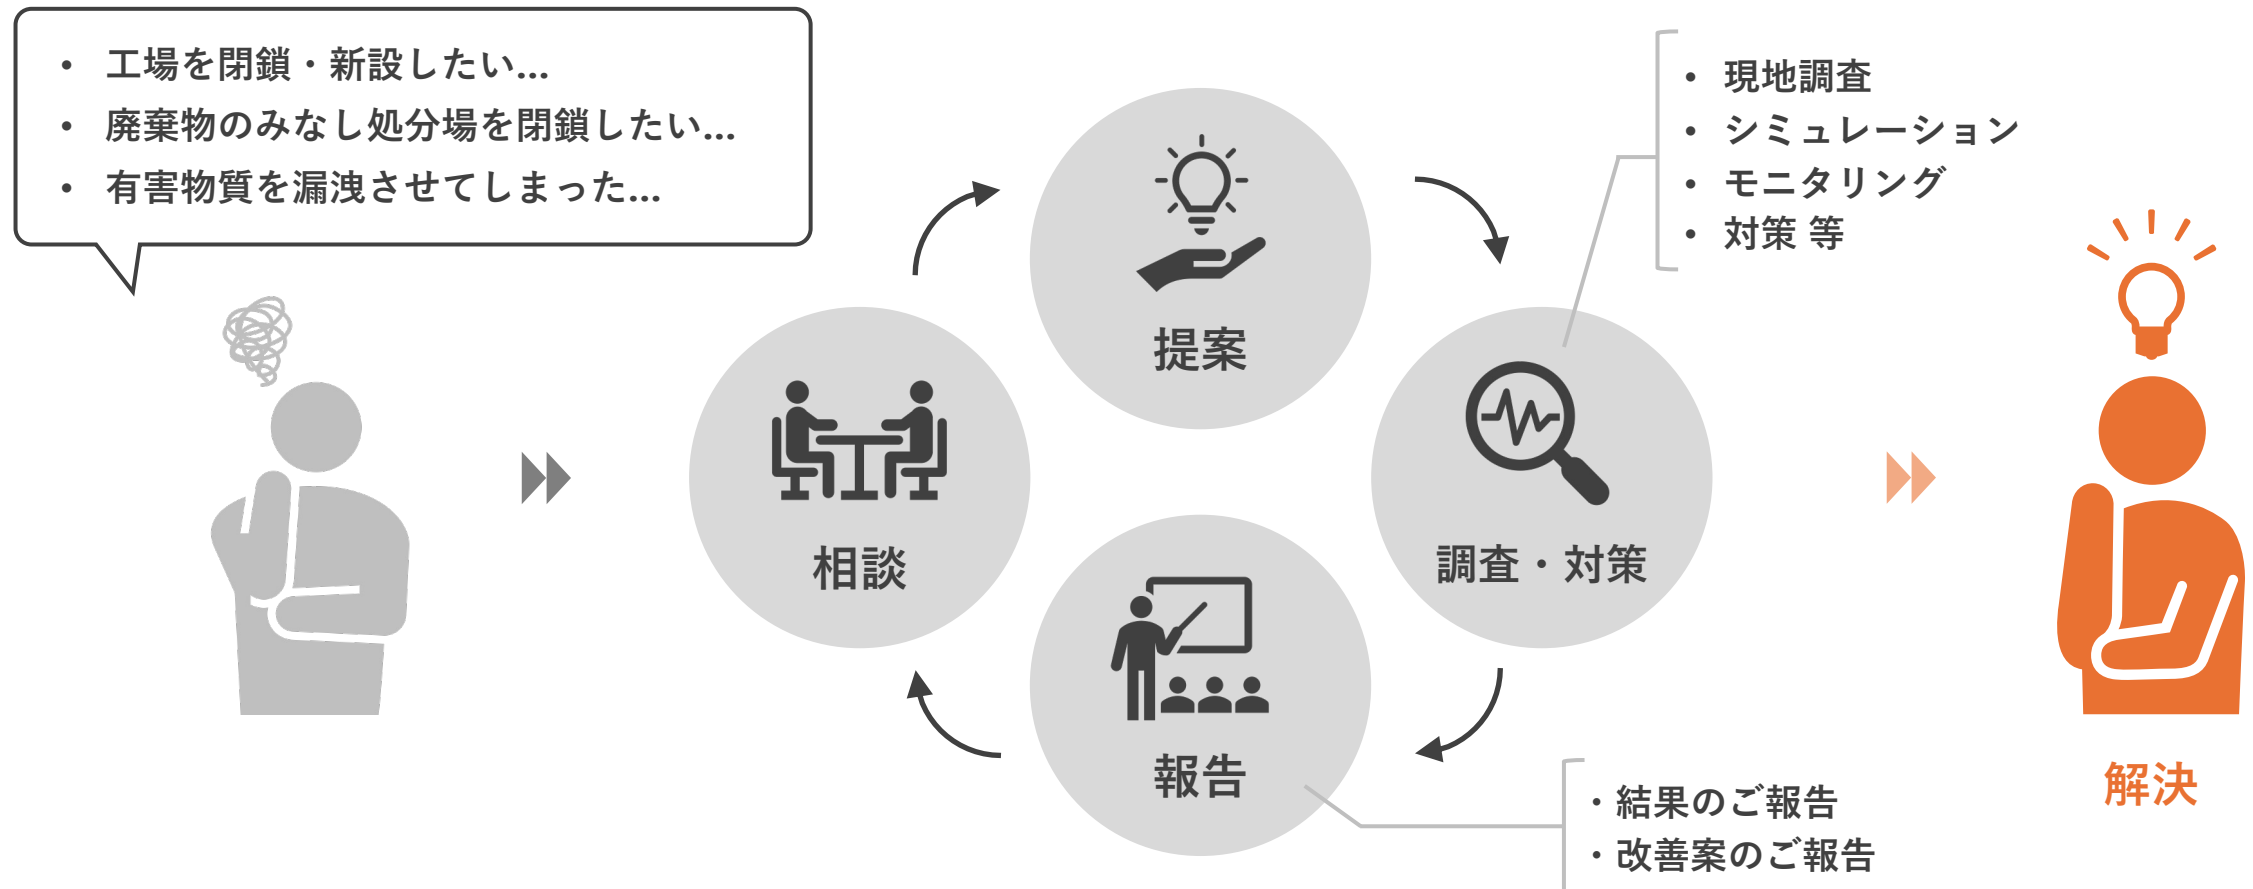 ・ 工場を閉鎖・新設したい...
・ 廃棄物のみなし処分場を閉鎖したい...
・ 有害物質を漏洩させてしまった...
・ 現地調査
・ シミュレーション
・ モニタリング
・ 対策 等
提案
相談
調査・対策
報告
・結果のご報告
・改善案のご報告
解決